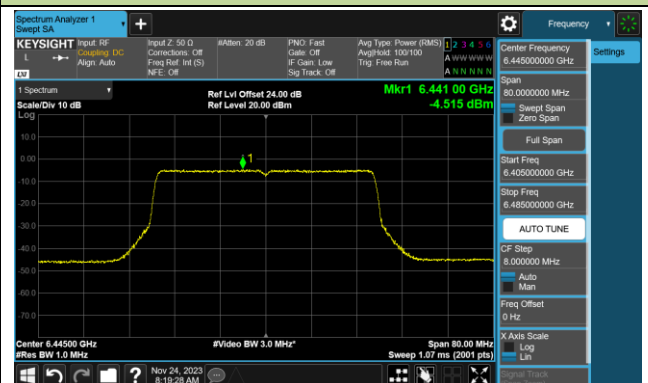 Spectrum Analyzer 1
Swept SA
+
Frequency
KEYSIGHT
L
LXI
Input: RF
Coupling: DC
Align: Auto
Input Z: 50 Ω
Corrections: Off
Freq Ref: Int (S)
NFE: Off
#Atten: 20 dB
PNO: Fast
Gate: Off
IF Gain: Low
Sig Track: Off
Avg Type: Power (RMS)
Avg|Hold: 100/100
Trig: Free Run
1 2 3 4 5 6
A W W W W W
A N N N N N
1 Spectrum
Scale/Div 10 dB
Log
Ref Lvl Offset 24.00 dB
Ref Level 20.00 dBm
Mkr1 6.441 00 GHz
-4.515 dBm
1
10.0
0.00
-10.0
-20.0
-30.0
-40.0
-50.0
-60.0
-70.0
Center 6.44500 GHz
#Res BW 1.0 MHz
#Video BW 3.0 MHz*
Span 80.00 MHz
Sweep 1.07 ms (2001 pts)
Nov 24, 2023
8:19:28 AM
?
Center Frequency
6.445000000 GHz
Settings
Span
80.0000000 MHz
Swept Span
Zero Span
Full Span
Start Freq
6.405000000 GHz
Stop Freq
6.485000000 GHz
AUTO TUNE
CF Step
8.000000 MHz
Auto
Man
Freq Offset
0 Hz
X Axis Scale
Log
Lin
Signal Track